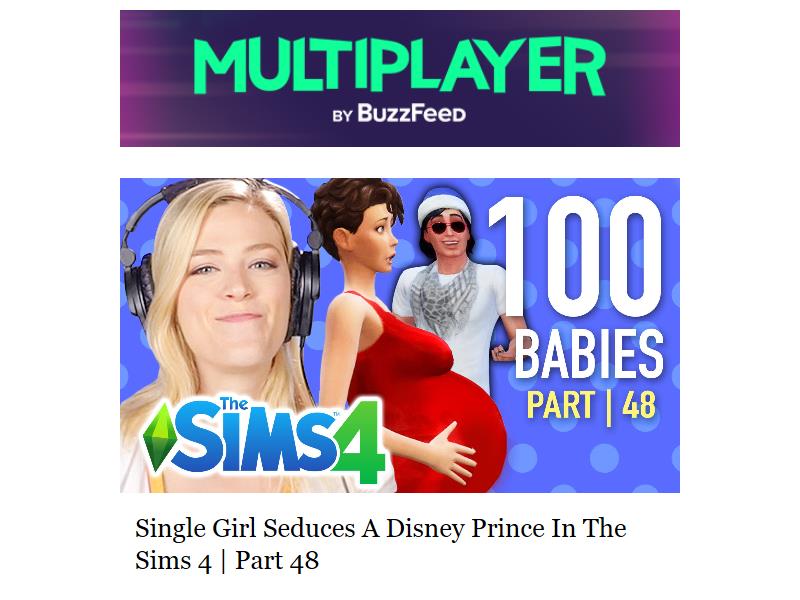 MULTIPLAYER
BY BuzzFeed
100
BABIES
PART | 48
The
SiMS 4
Single Girl Seduces A Disney Prince In The
Sims 4 | Part 48